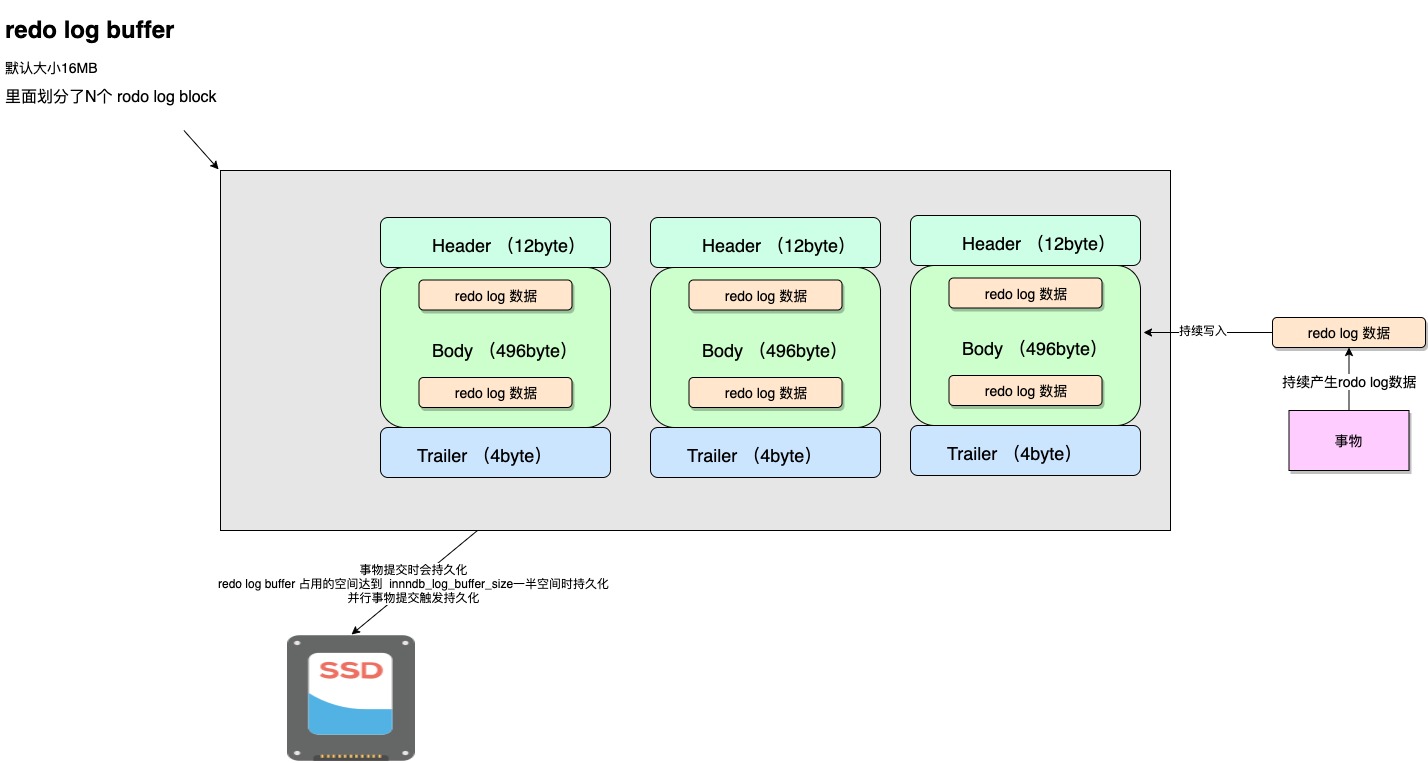 redo log buffer
默认大小16MB
里面划分了N个 rodo log block
Header （12byte）
redo log 数据
Body （496byte）
redo log 数据
Trailer （4byte）
Header （12byte）
redo log 数据
Body （496byte）
redo log 数据
Trailer （4byte）
Header （12byte）
redo log 数据
Body （496byte）
redo log 数据
Trailer （4byte）
持续写入
redo log 数据
持续产生rodo log数据
事物
事物提交时会持久化
redo log buffer 占用的空间达到 innndb_log_buffer_size一半空间时持久化
并行事物提交触发持久化
SSD